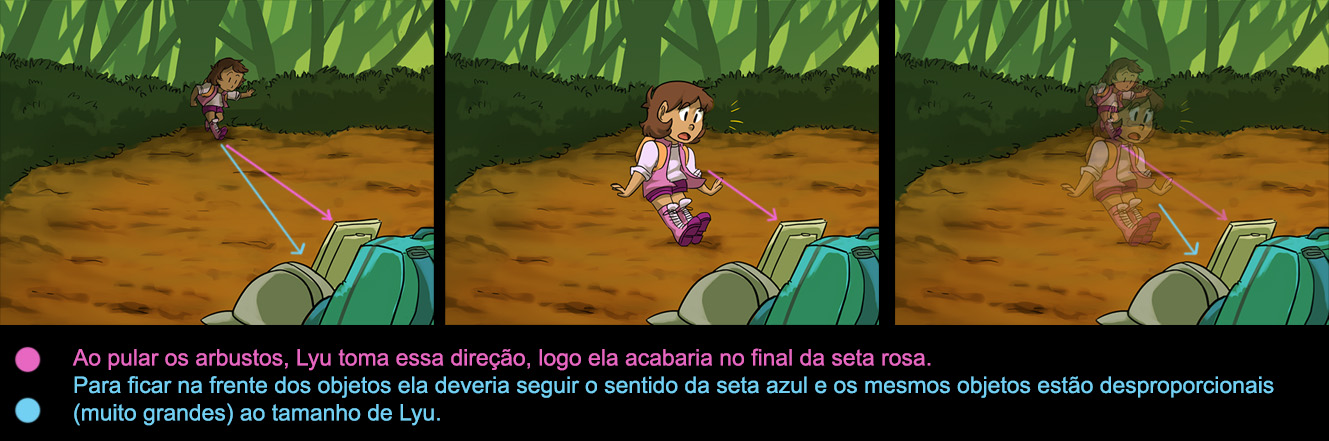 Ao pular os arbustos, Lyu toma essa direção, logo ela acabaria no final da seta rosa.
Para ficar na frente dos objetos ela deveria seguir o sentido da seta azul e os mesmos objetos estão desproporcionais
(muito grandes) ao tamanho de Lyu.